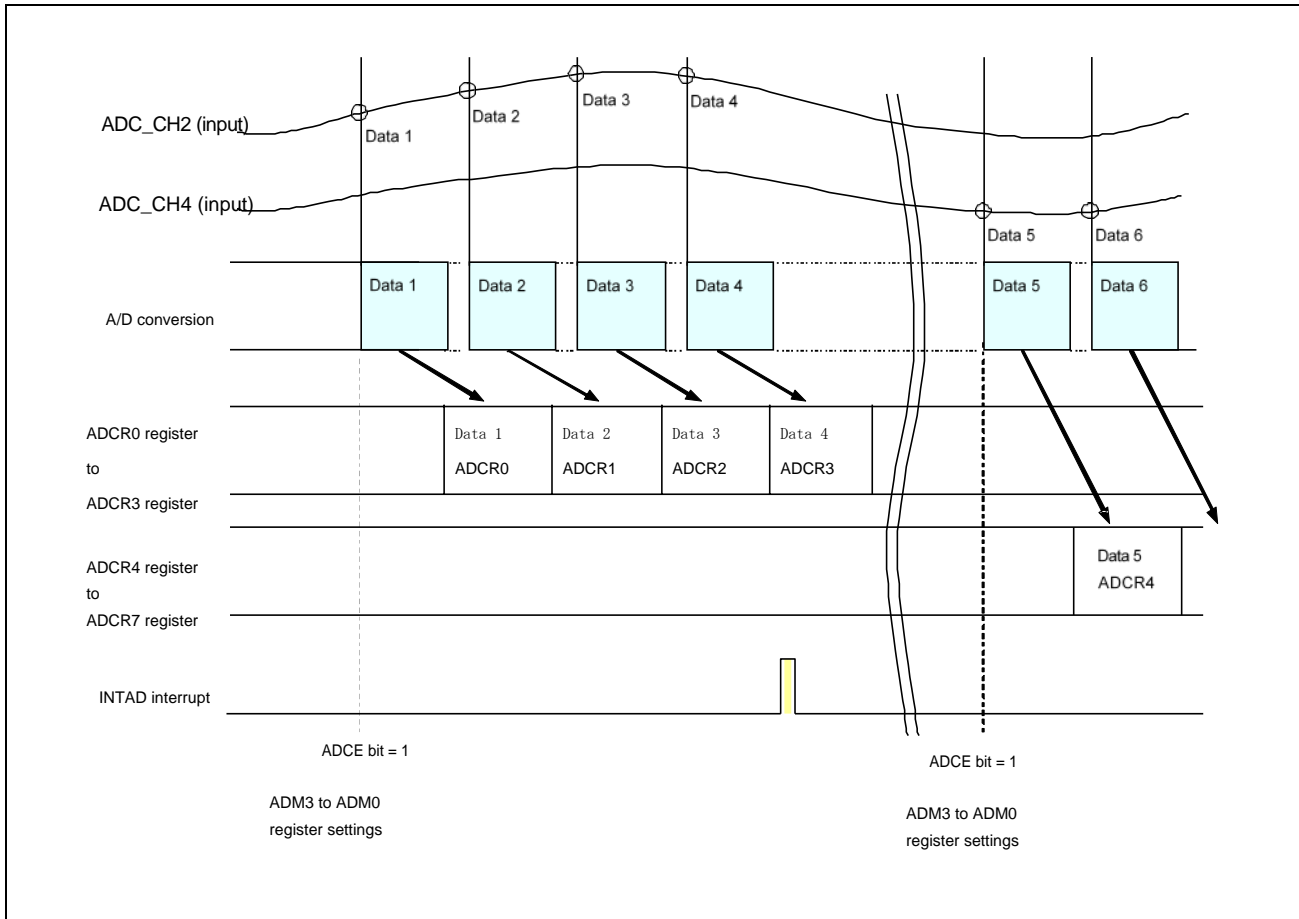 ADC_CH2 (input)
Data 1
Data 2
Data 3
Data 4
ADC_CH4 (input)
Data 5
Data 6
A/D conversion
Data 1
Data 2
Data 3
Data 4
Data 5
Data 6
ADCR0 register
to
ADCR3 register
Data 1
ADCR0
Data 2
ADCR1
Data 3
ADCR2
Data 4
ADCR3
ADCR4 register
to
ADCR7 register
Data 5
ADCR4
INTAD interrupt
ADCE bit = 1
ADM3 to ADM0
register settings
ADCE bit = 1
ADM3 to ADM0
register settings